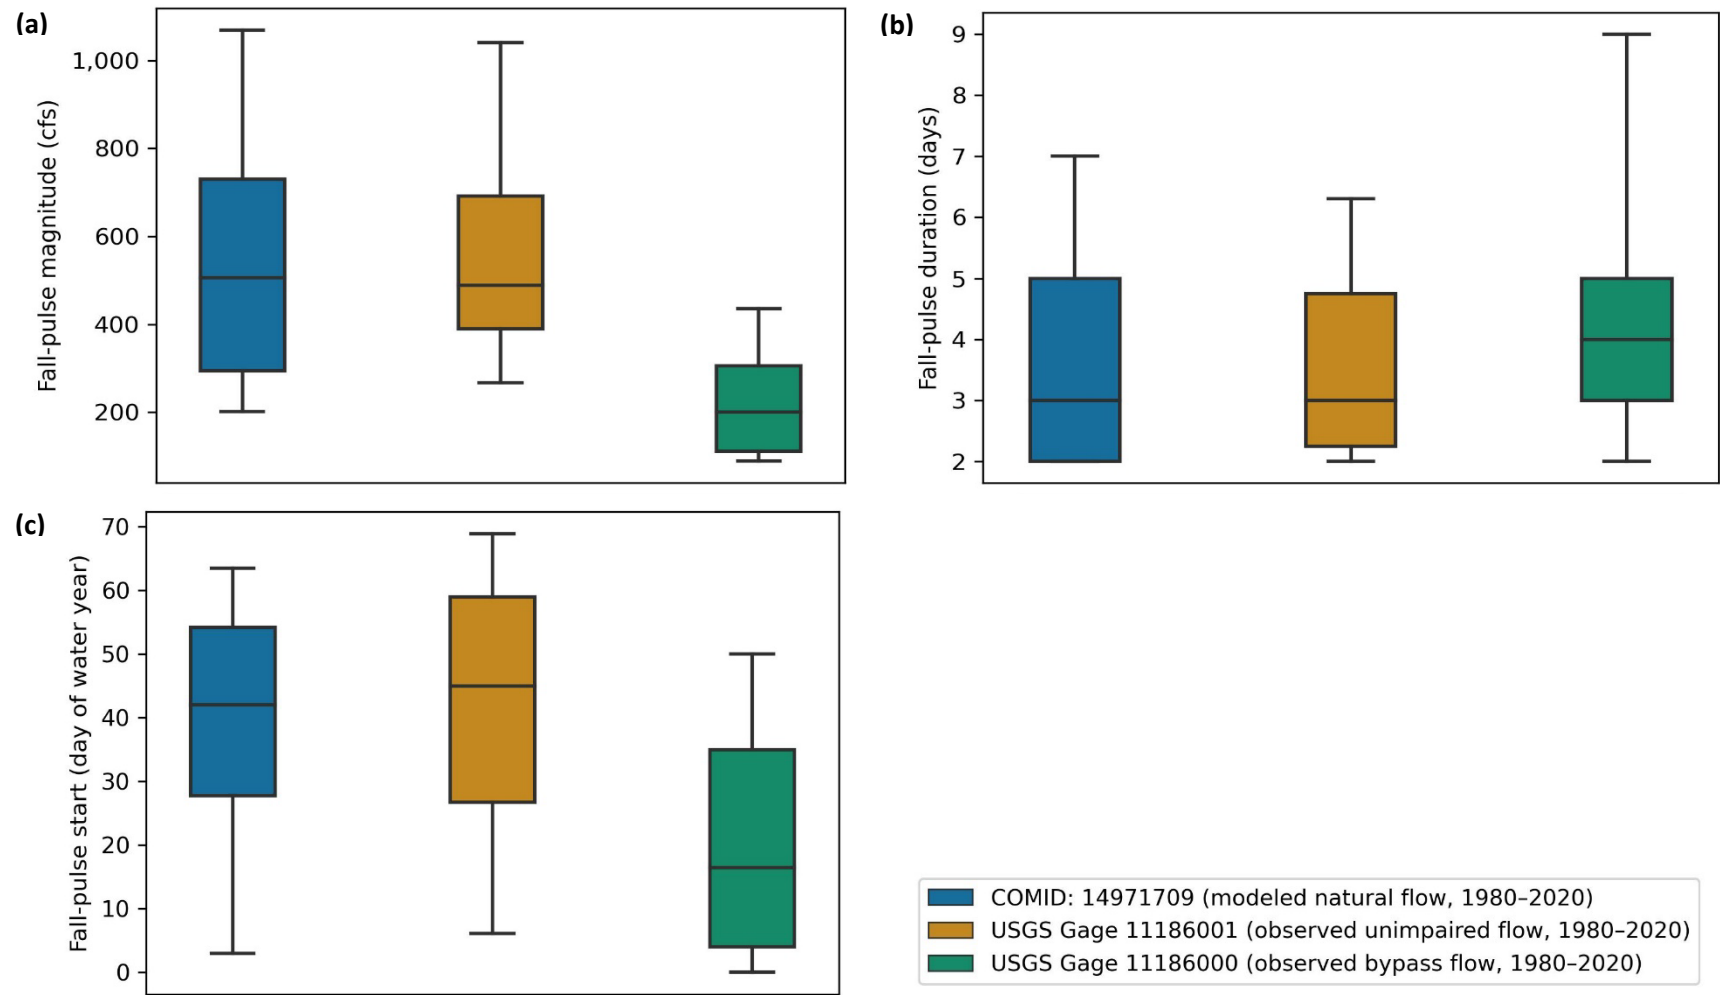 (a)
Fall-pulse magnitude (cfs)
1,000
800
600
400
200
(b)
Fall-pulse duration (days)
9
8
7
6
5
4
3
2
(c)
Fall-pulse start (day of water year)
70
60
50
40
30
20
10
0
COMID: 14971709 (modeled natural flow, 1980–2020)
USGS Gage 11186001 (observed unimpaired flow, 1980–2020)
USGS Gage 11186000 (observed bypass flow, 1980–2020)